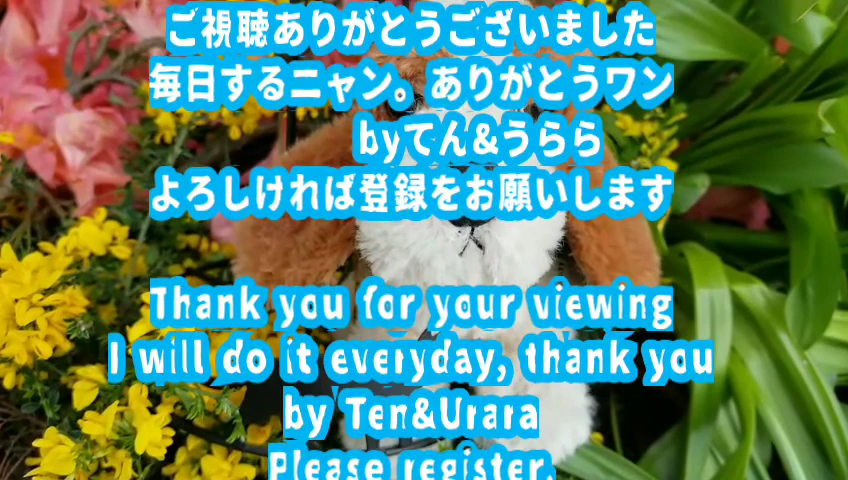 ご視聴ありがとうございました
毎日するニャン。ありがとうワン
byてん&うらら
よろしければ登録をお願いします
Thank you for your viewing
I will do it everyday, thank you
by Ten&Urara
Please register.